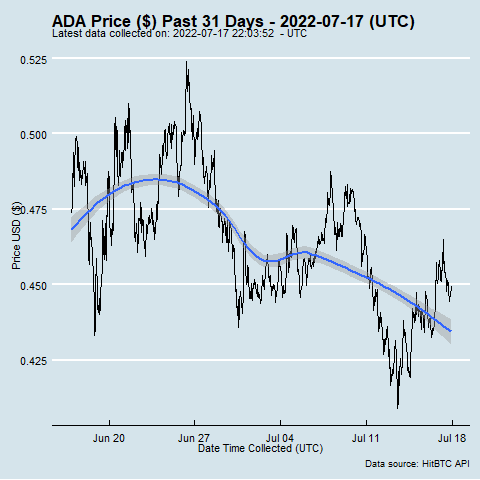 ADA Price ($) Past 31 Days - 2022-07-17 (UTC)
Latest data collected on: 2022-07-17 22:03:52 - UTC
0.525
0.500
0.475
0.450
0.425
Price USD ($)
Jun 20
Jun 27
Jul 04
Jul 11
Jul 18
Date Time Collected (UTC)
Data source: HitBTC API